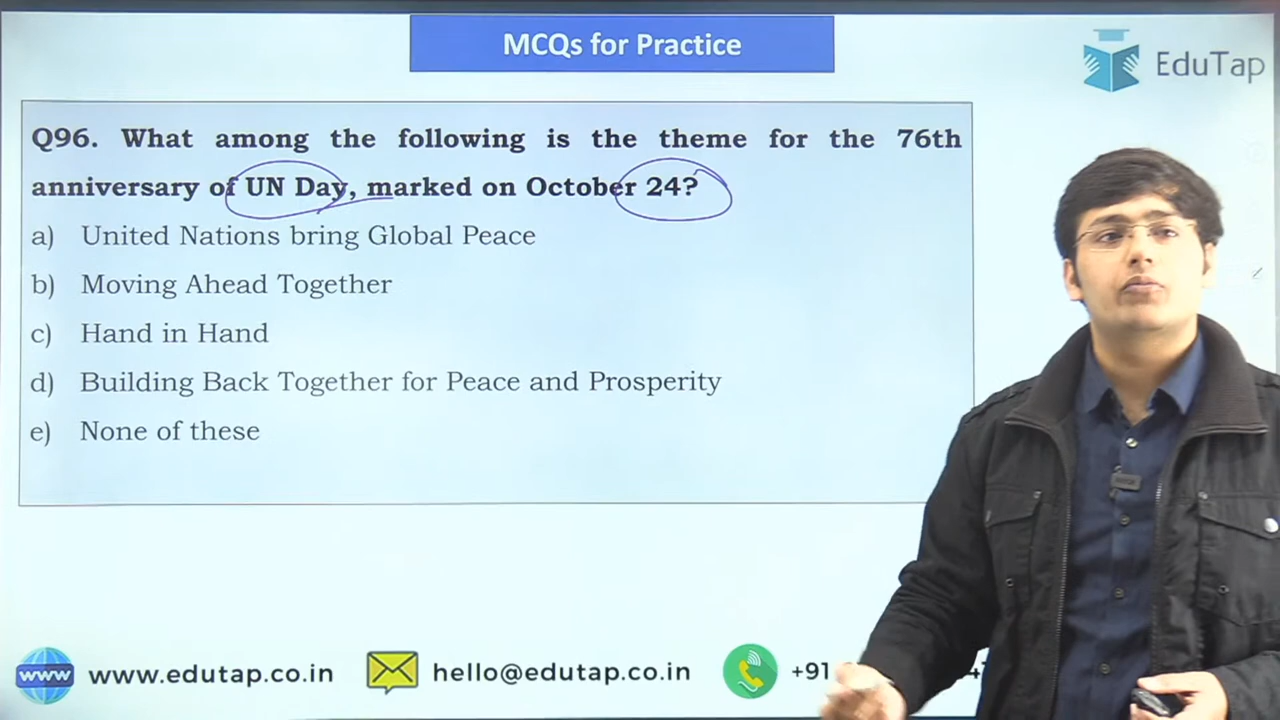 MCQs for Practice
EduTap
Q96. What among the following is the theme for the 76th
anniversary of UN Day, marked on October 24?
a) United Nations bring Global Peace
b) Moving Ahead Together
c) Hand in Hand
d) Building Back Together for Peace and Prosperity
e) None of these
www www.edutap.co.in hello@edutap.co.in +91